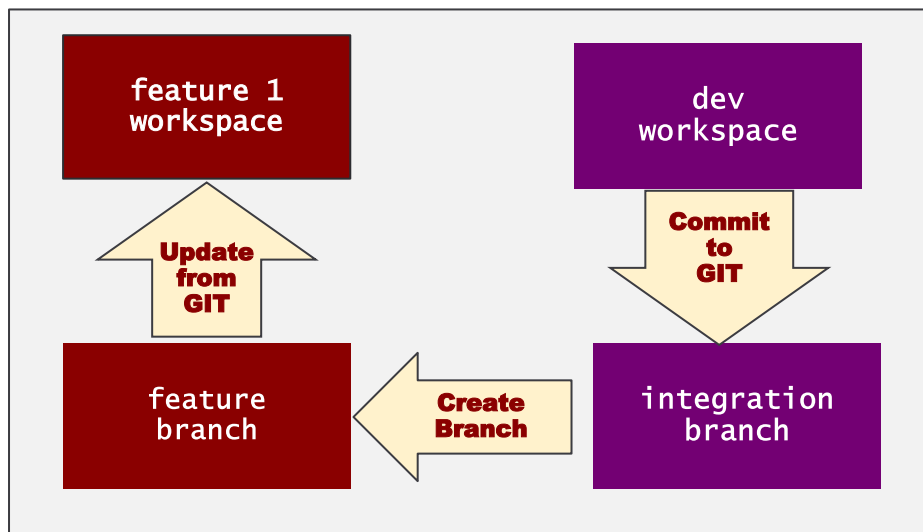 feature 1
workspace
dev
workspace
Update
from
GIT
Commit
to
GIT
feature
branch
Create
Branch
integration
branch